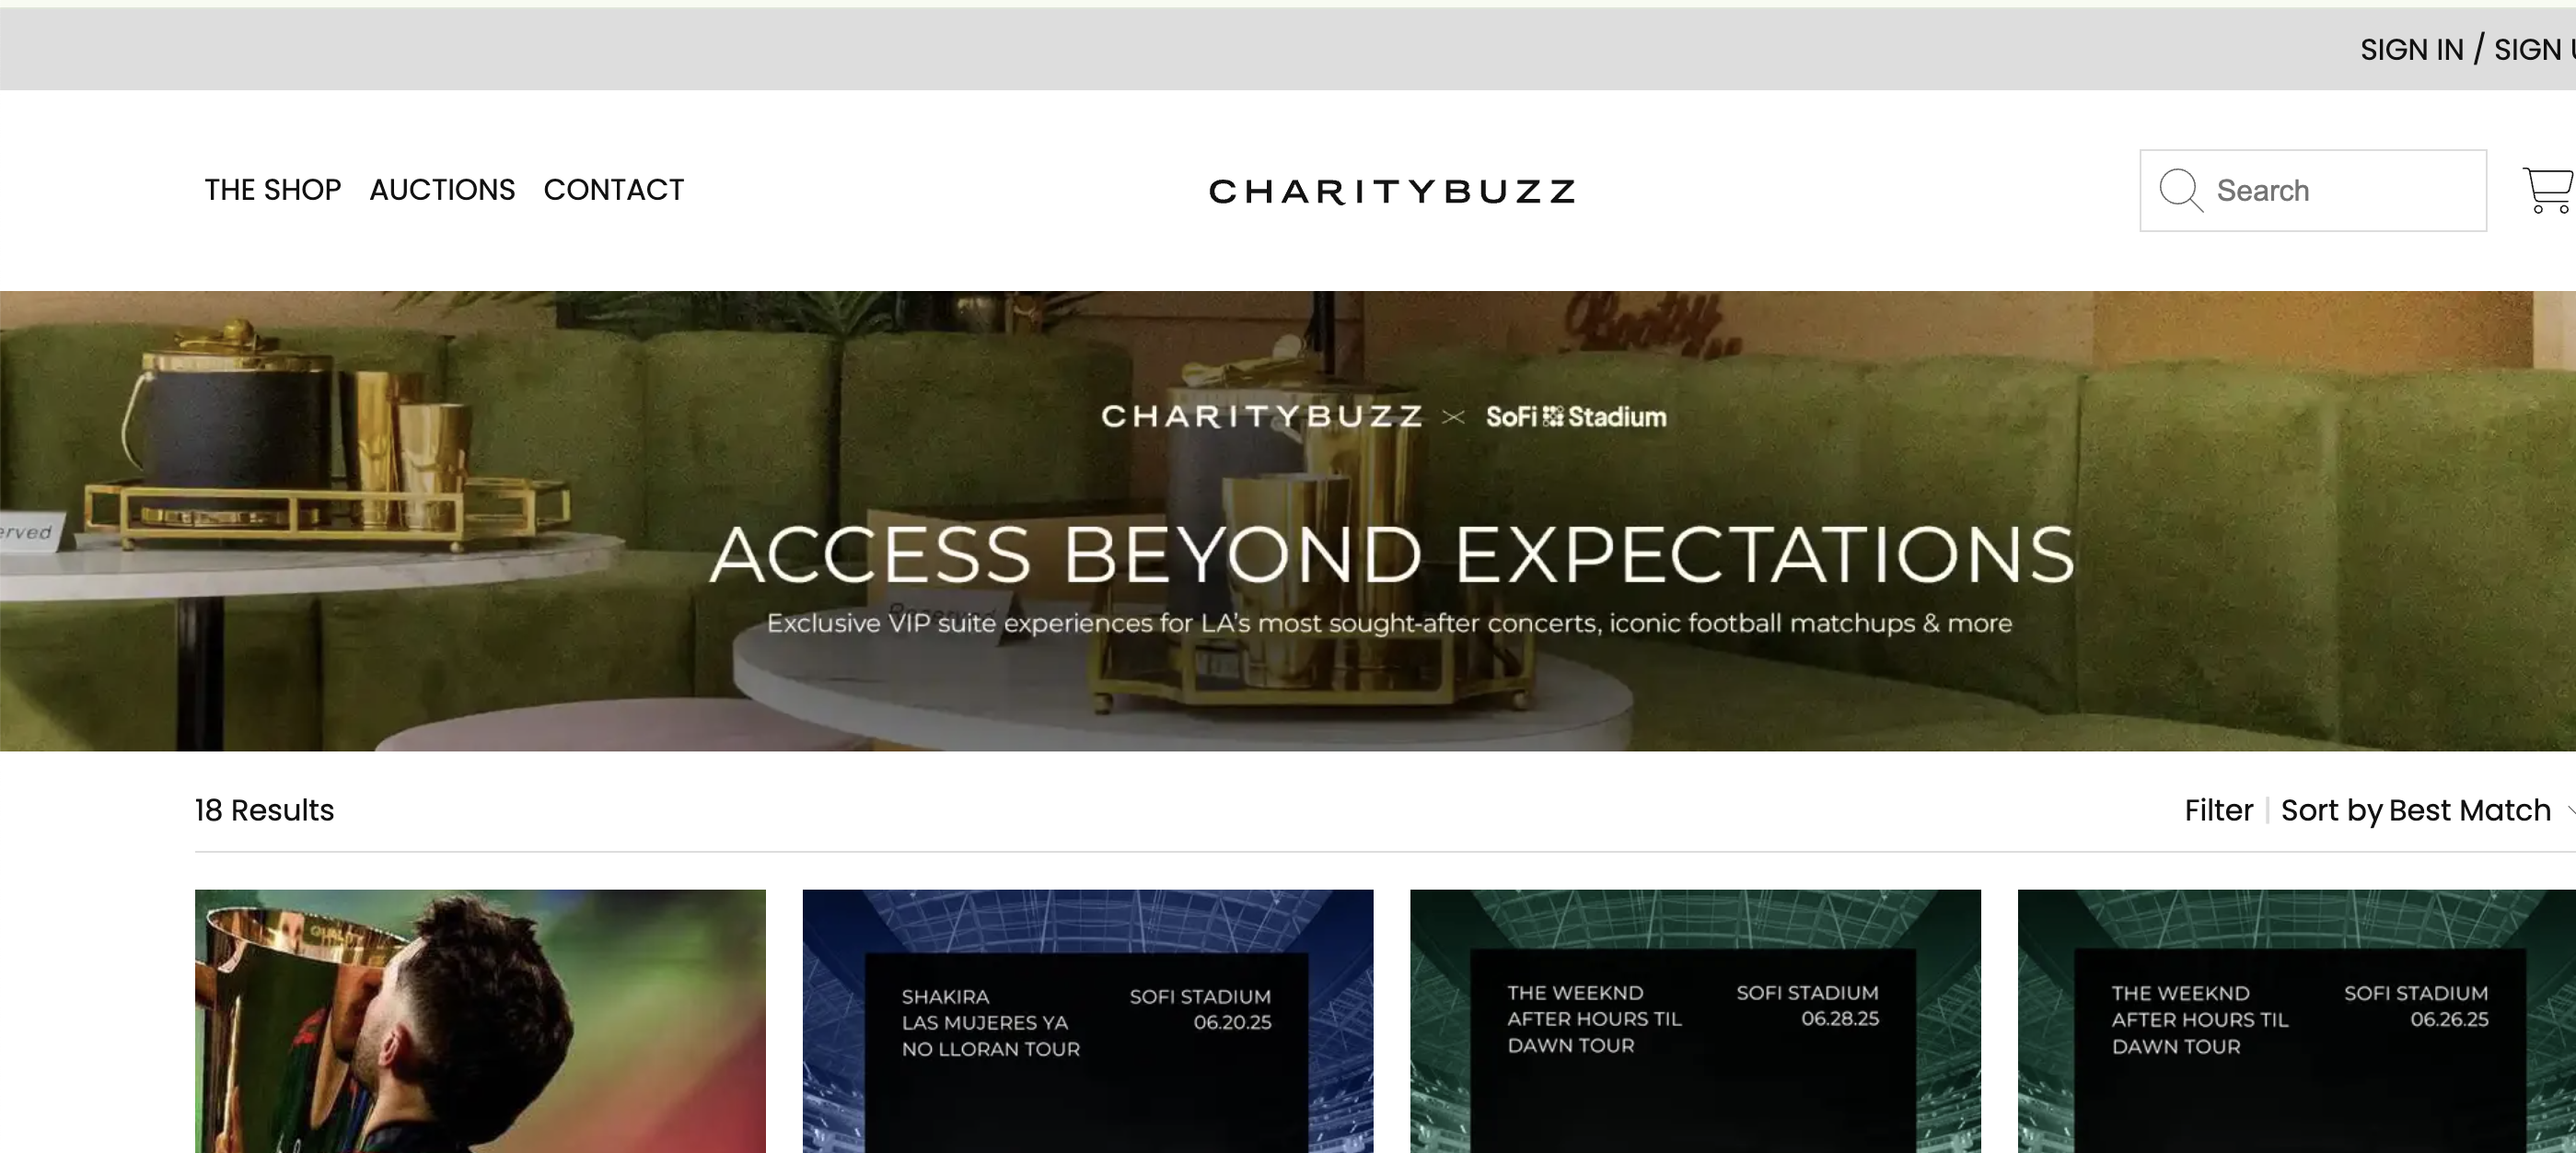 SIGN IN / SIGN
THE SHOP AUCTIONS CONTACT
CHARITYBUZZ
Search
CHARITYBUZZ × SoFi Stadium
ACCESS BEYOND EXPECTATIONS
Reserved
Exclusive VIP suite experiences for LA's most sought-after concerts, iconic football matchups & more
erved
18 Results
Filter | Sort by Best Match
SHAKIRA
LAS MUJERES YA
NO LLORAN TOUR
SOFI STADIUM
06.20.25
THE WEEKND
AFTER HOURS TIL
DAWN TOUR
SOFI STADIUM
06.28.25
THE WEEKND
AFTER HOURS TIL
DAWN TOUR
SOFI STADIUM
06.26.25